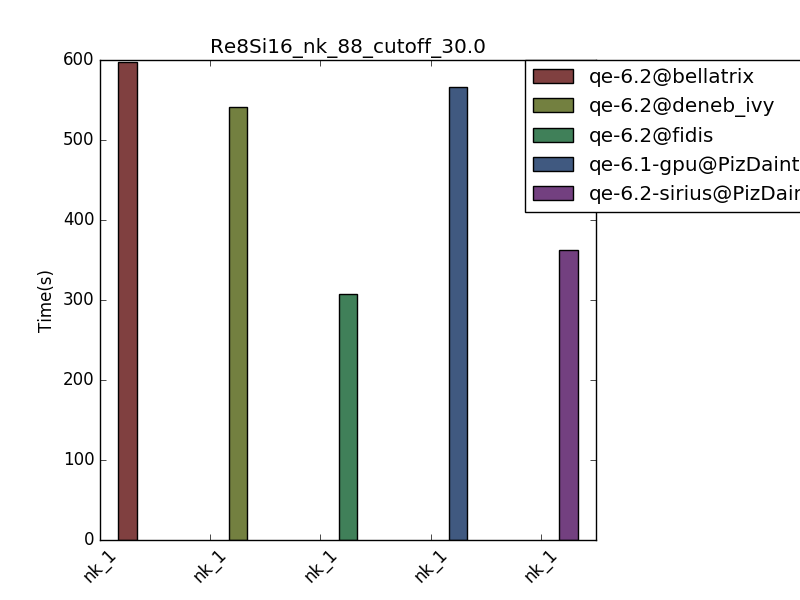 Re8Si16_nk_88_cutoff_30.0
600
500
400
300
200
100
0
Time(s)
nk_1
nk_1
nk_1
nk_1
nk_1
qe-6.2@bellatrix
qe-6.2@deneb_ivy
qe-6.2@fidis
qe-6.1-gpu@PizDaint
qe-6.2-sirius@PizDain